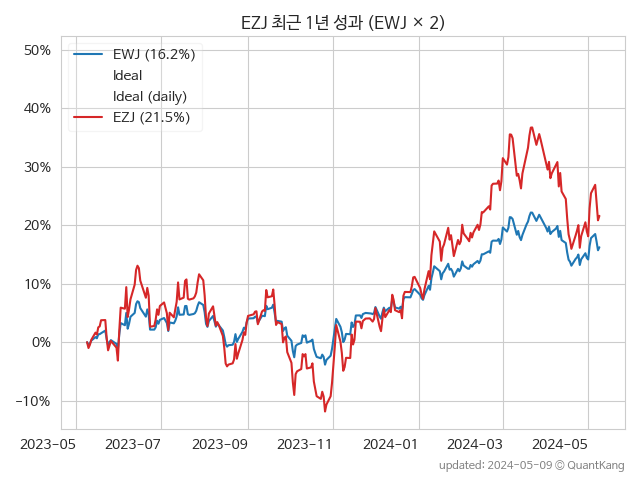 EZJ 최근 1년 성과 (EWJ × 2)
EWJ (16.2%)
Ideal
Ideal (daily)
EZJ (21.5%)
50%
40%
30%
20%
10%
0%
−10%
2023-05 2023-07 2023-09 2023-11 2024-01 2024-03 2024-05
updated: 2024-05-09 © QuantKang